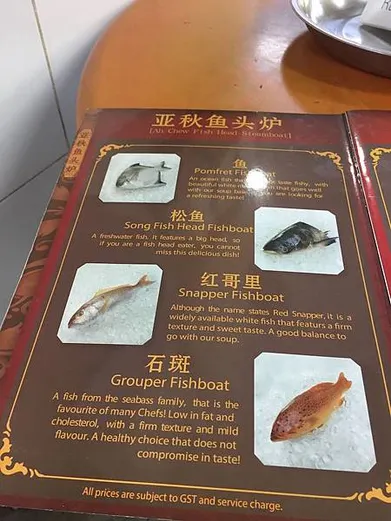 亚秋鱼头炉
[Ah Chew Fish Head Steamboat]
亚秋鱼头炉
鱼
Pomfret Fishboat
An ocean fish taste fishy, with
beautiful white that goes well
with our soup are looking for
a refreshing taste!
松鱼
Song Fish Head Fishboat
A freshwater fish, it features a big head, so
if you are a fish head eater, you cannot
miss this delicious dish!
红哥里
Snapper Fishboat
Although the name states Red Snapper, it is a
widely available white fish that featurs a firm
texture and sweet taste. A good balance to
go with our soup.
石斑
Grouper Fishboat
A fish from the seabass family, that is the
favourite of many Chefs! Low in fat and
cholesterol, with a firm texture and mild
flavour. A healthy choice that does not
compromise in taste!
All prices are subject to GST and service charge.